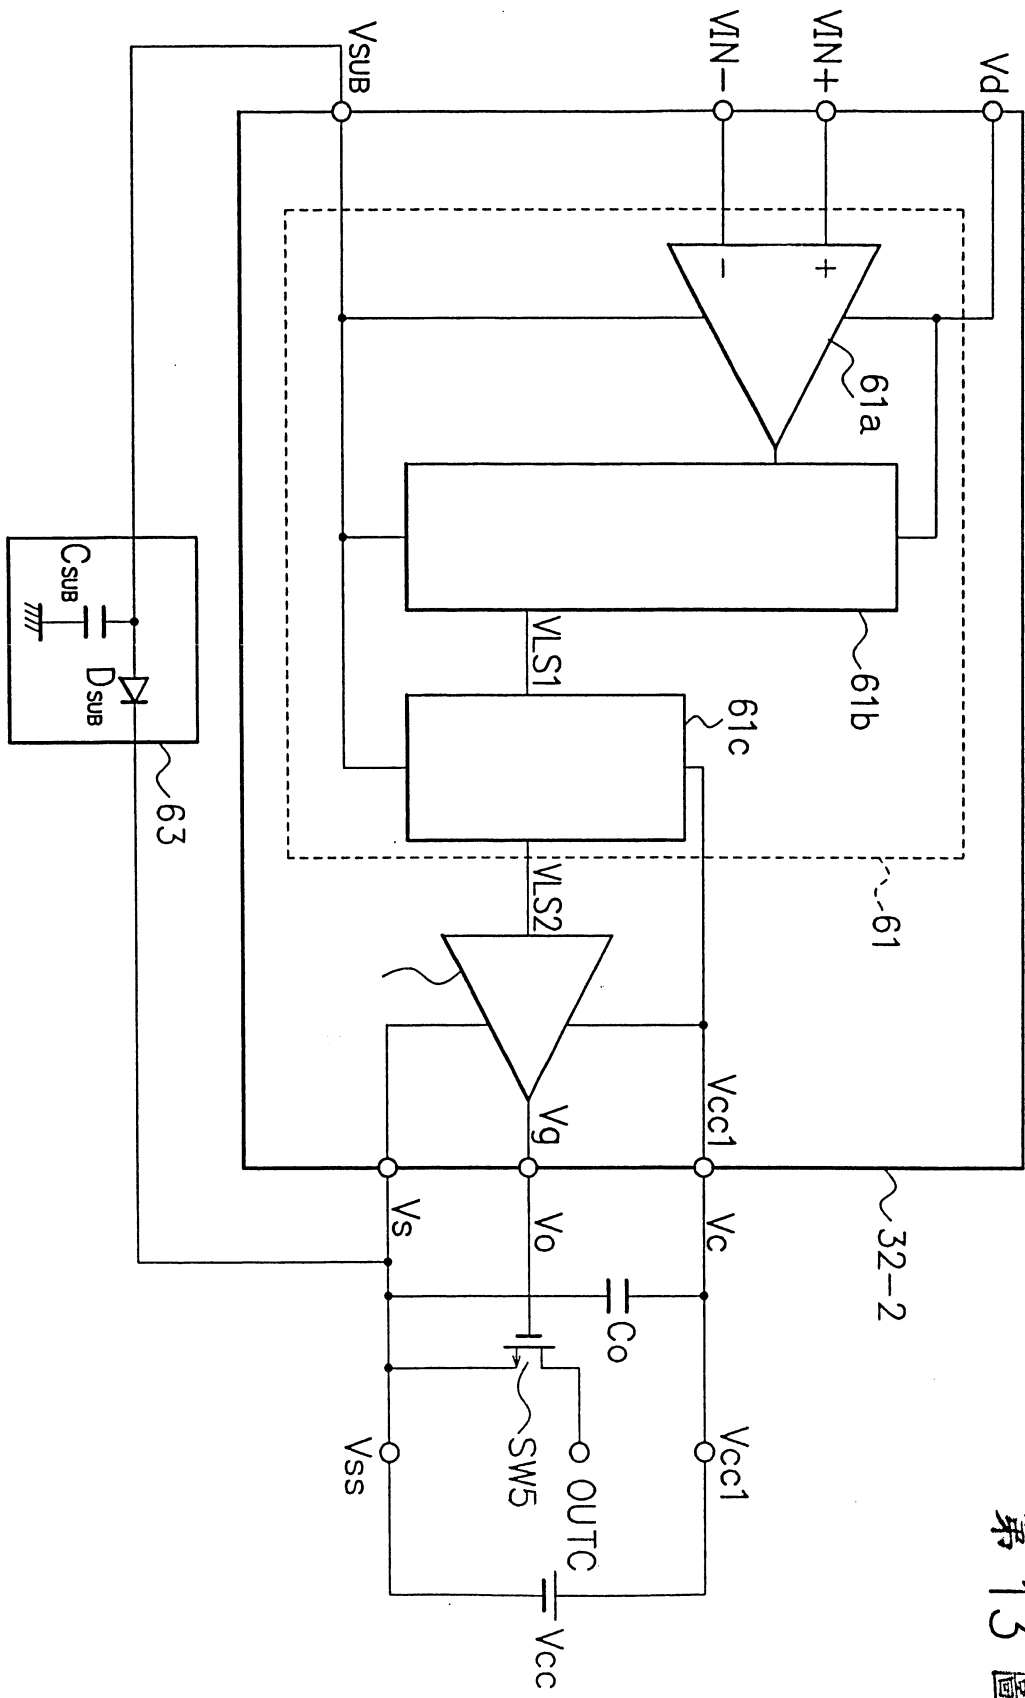 第13圖
Vd
VIN+
VIN-
VSUB
+
-
61a
61b
61c
VLS1
VLS2
61
Vcc1
Vg
32-2
Vc
Vo
Vs
Co
SW5
OUTC
Vcc1
Vss
Vcc
CSUB
DSUB
63